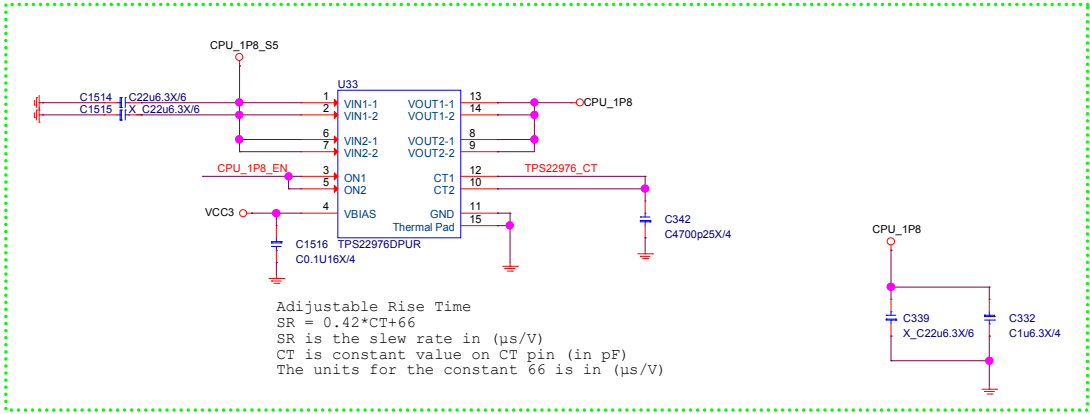 CPU_1P8_S5
U33
C1514 C22u6.3X/6
C1515 X_C22u6.3X/6
1 VIN1-1 VOUT1-1 13
CPU_1P8
2 VIN1-2 VOUT1-2 14
6 VIN2-1 VOUT2-1 8
7 VIN2-2 VOUT2-2 9
CPU_1P8_EN 3 ON1 CT1 12 TPS22976_CT
5 ON2 CT2 10
VCC3 4 VBIAS GND 11
Thermal Pad 15
C342
C4700p25X/4
C1516 TPS22976DPUR
C0.1U16X/4
CPU_1P8
Adijustable Rise Time
SR = 0.42*CT+66
SR is the slew rate in (µs/V)
CT is constant value on CT pin (in pF)
The units for the constant 66 is in (µs/V)
C339 C332
X_C22u6.3X/6 C1u6.3X/4